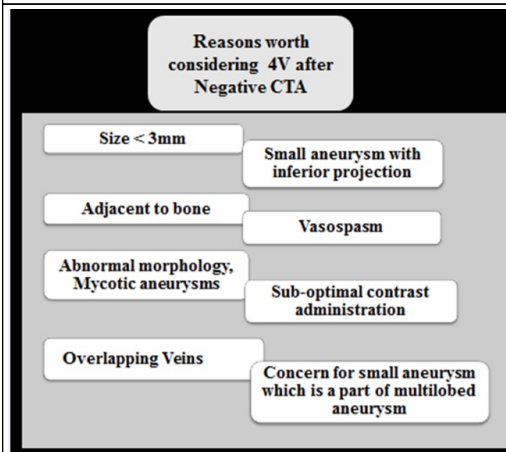 Reasons worth
considering 4V after
Negative CTA
Size < 3mm
Small aneurysm with
inferior projection
Adjacent to bone
Vasospasm
Abnormal morphology,
Mycotic aneurysms
Sub-optimal contrast
administration
Overlapping Veins
Concern for small aneurysm
which is a part of multilobed
aneurysm